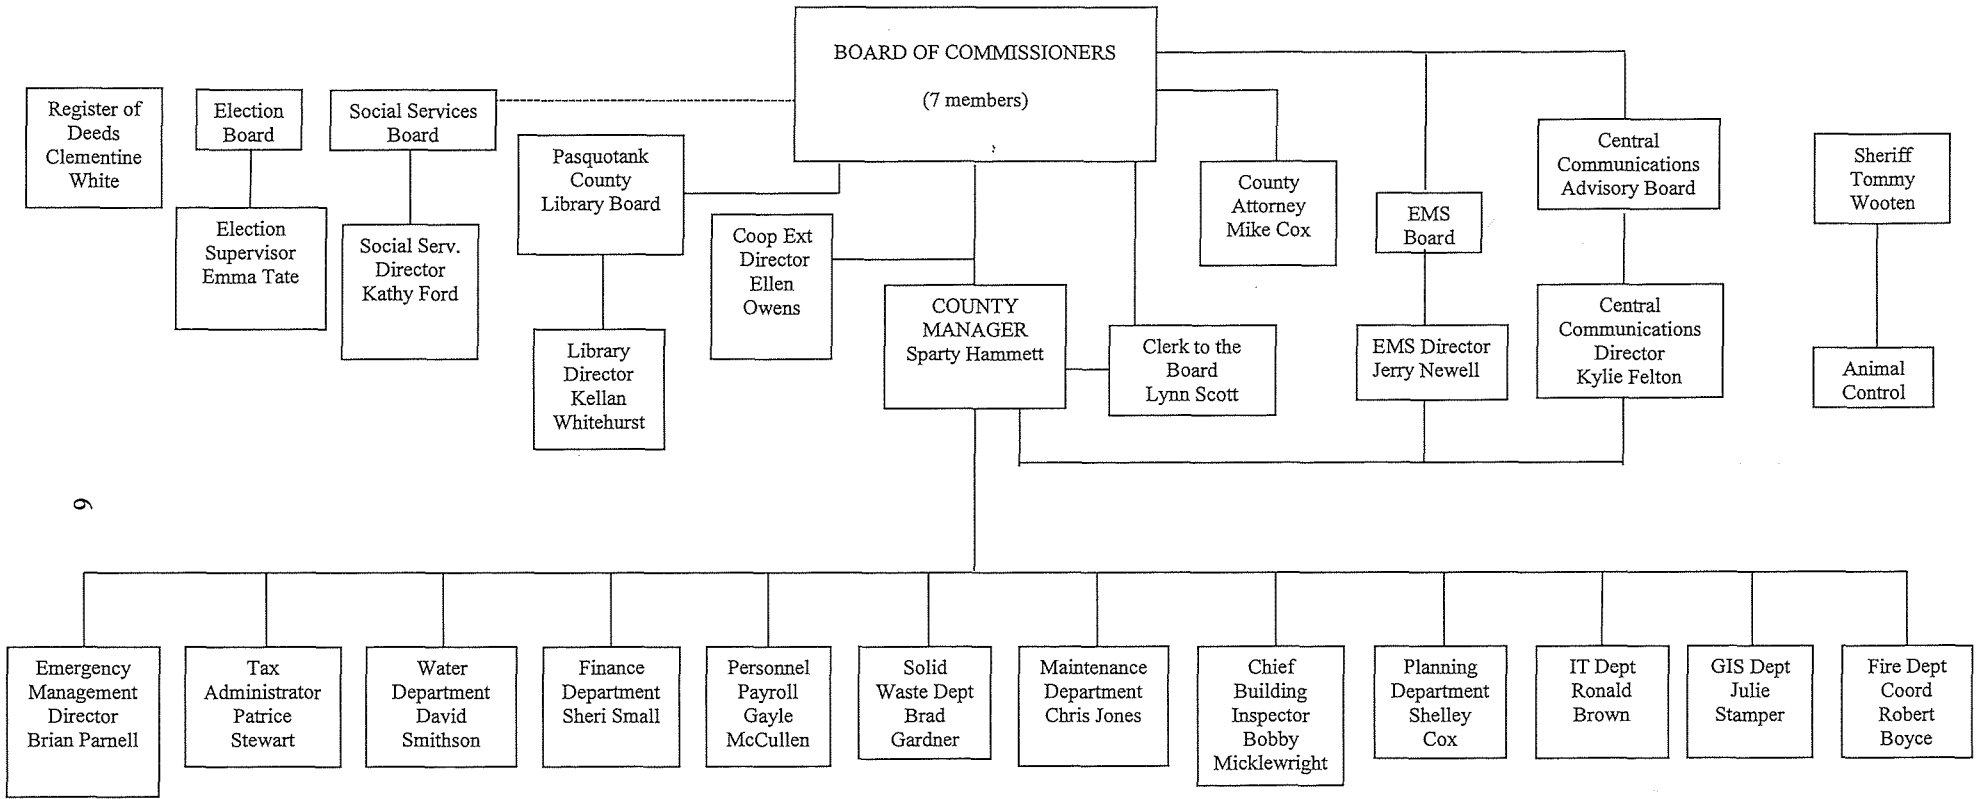 BOARD OF COMMISSIONERS
(7 members)
Register of
Deeds
Clementine
White
Election
Board
Election
Supervisor
Emma Tate
Social Services
Board
Social Serv.
Director
Kathy Ford
Pasquotank
County
Library Board
Library
Director
Kellan
Whitehurst
Coop Ext
Director
Ellen
Owens
COUNTY
MANAGER
Sparty Hammett
Clerk to the
Board
Lynn Scott
County
Attorney
Mike Cox
EMS
Board
EMS Director
Jerry Newell
Central
Communications
Advisory Board
Central
Communications
Director
Kylie Felton
Sheriff
Tommy
Wooten
Animal
Control
9
Emergency
Management
Director
Brian Parnell
Tax
Administrator
Patrice
Stewart
Water
Department
David
Smithson
Finance
Department
Sheri Small
Personnel
Payroll
Gayle
McCullen
Solid
Waste Dept
Brad
Gardner
Maintenance
Department
Chris Jones
Chief
Building
Inspector
Bobby
Micklewright
Planning
Department
Shelley
Cox
IT Dept
Ronald
Brown
GIS Dept
Julie
Stamper
Fire Dept
Coord
Robert
Boyce